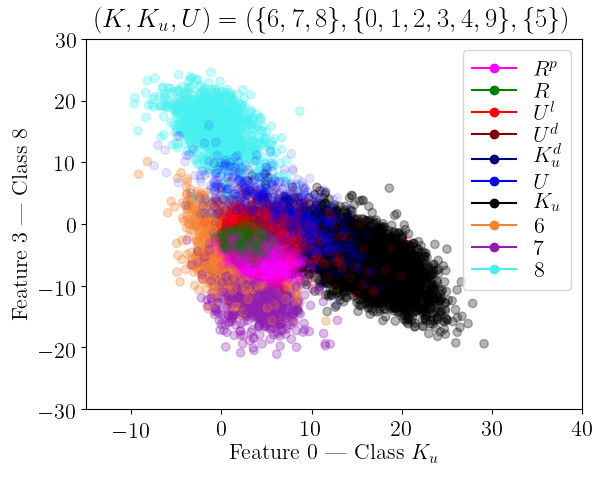 (K, K_u, U) = ({6, 7, 8}, {0, 1, 2, 3, 4, 9}, {5})
Feature 3 — Class 8
30
20
10
0
−10
−20
−30
R^p
R
U^l
U^d
K_u^d
U
K_u
6
7
8
−10 0 10 20 30 40
Feature 0 — Class K_u